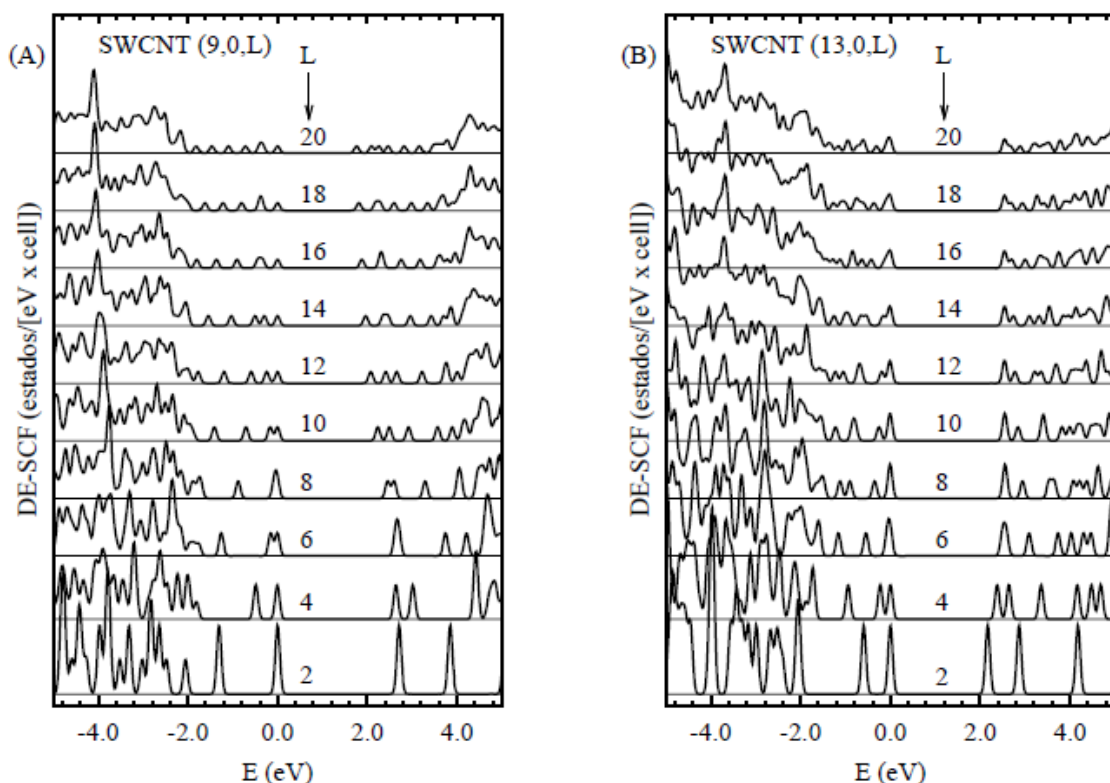 (A)
SWCNT (9,0,L)
L
20
18
16
14
12
10
8
6
4
2
DE-SCF (estados/[eV x cell])
-4.0 -2.0 0.0 2.0 4.0
E (eV)
(B)
SWCNT (13,0,L)
L
20
18
16
14
12
10
8
6
4
2
DE-SCF (estados/[eV x cell])
-4.0 -2.0 0.0 2.0 4.0
E (eV)